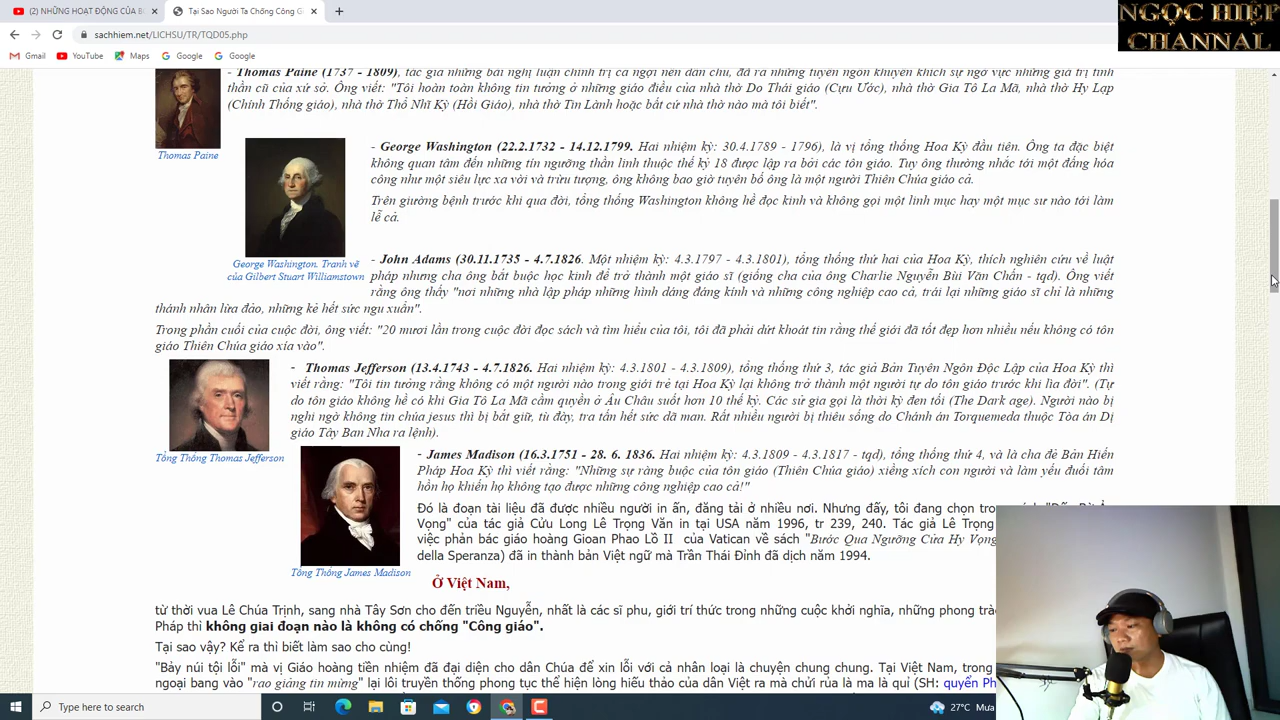 (2) NHỮNG HOẠT ĐỘNG CỦA B
Tại Sao Người Ta Chống Công G
NGỌC HIỆP
CHANNAL
sachhiem.net/LICHSU/TR/TQD05.php
Gmail YouTube Maps Google Google
- Thomas Paine (1737 - 1809), tác giả những bài nghị luận chính trị ca ngợi nền dân chủ, đã ra những tuyên ngôn khuyến khích sự ngờ vực những giá trị tinh
thần cũ của xứ sở. Ông viết: "Tôi hoàn toàn không tin tưởng ở những giáo điều của nhà thờ Do Thái giáo (Cựu Ước), nhà thờ Gia Tô La Mã, nhà thờ Hy Lạp
(Chính Thống giáo), nhà thờ Thổ Nhĩ Kỳ (Hồi Giáo), nhà thờ Tin Lành hoặc bất cứ nhà thờ nào mà tôi biết".
Thomas Paine
- George Washington (22.2.1732 - 14.12.1799. Hai nhiệm kỳ: 30.4.1789 - 1796), là vị Tổng Thống Hoa Kỳ đầu tiên. Ông ta đặc biệt
không quan tâm đến những tín ngưỡng thần linh thuộc thế kỷ 18 được lập ra bởi các tôn giáo. Tuy ông thường nhắc tới một đấng hóa
công như một siêu lực xa vời và trừu tượng, ông không bao giờ tuyên bố ông là một người Thiên Chúa giáo cả.
Trên giường bệnh trước khi qua đời, tổng thống Washington không hề đọc kinh và không gọi một linh mục hay một mục sư nào tới làm
lễ cả.
George Washington. Tranh vẽ
của Gilbert Stuart Williamstown
- John Adams (30.11.1735 - 4.7.1826. Một nhiệm kỳ: 4.3.1797 - 4.3.1801), tổng thống thứ hai của Hoa Kỳ, thích nghiên cứu về luật
pháp nhưng cha ông bắt buộc học kinh để trở thành một giáo sĩ (giống cha của ông Charlie Nguyễn Bùi Văn Chấn - tqd). Ông viết
rằng ông thấy "nơi những nhà lập pháp những hình dáng đáng kính và những công nghiệp cao cả, trái lại những giáo sĩ chỉ là những
thánh nhân lừa đảo, những kẻ hết sức ngu xuẩn".
Trong phần cuối của cuộc đời, ông viết: "20 mươi lần trong cuộc đời đọc sách và tìm hiểu của tôi, tôi đã phải dứt khoát tin rằng thế giới đã tốt đẹp hơn nhiều nếu không có tôn
giáo Thiên Chúa giáo xía vào".
- Thomas Jefferson (13.4.1743 - 4.7.1826. Hai nhiệm kỳ: 4.3.1801 - 4.3.1809), tổng thống thứ 3, tác giả Bản Tuyên Ngôn Độc Lập của Hoa Kỳ thì
viết rằng: "Tôi tin tưởng rằng không có một người nào trong giới trẻ tại Hoa Kỳ lại không trở thành một người tự do tôn giáo trước khi lìa đời". (Tự
do tôn giáo không hề có khi Gia Tô La Mã cầm quyền ở Âu Châu suốt hơn 10 thế kỷ. Các sử gia gọi là thời kỳ đen tối (The Dark age). Người nào bị
nghi ngờ không tin chúa jesus thì bị bắt giữ, tù đày, tra tấn hết sức dã man. Rất nhiều người bị thiêu sống do Chánh án Torquemeda thuộc Tòa án Dị
giáo Tây Ban Nha ra lệnh).
Tổng Thống Thomas Jefferson
- James Madison (16.3.1751 - 28. 6. 1836. Hai nhiệm kỳ: 4.3.1809 - 4.3.1817 - tqd), tổng thống thứ 4, và là cha đẻ Bản Hiến
Pháp Hoa Kỳ thì viết rằng: "Những sự ràng buộc của tôn giáo (Thiên Chúa giáo) xiềng xích con người và làm yếu đuối tâm
hồn họ khiến họ không tạo được những công nghiệp cao cả!"
Đó là đoạn tài liệu đã được nhiều người in ấn, đăng tải ở nhiều nơi. Nhưng đấy, tôi đang chọn tro
Vọng" của tác giả Cửu Long Lê Trọng Văn in tại USA năm 1996, tr 239, 240. Tác giả Lê Trọng
việc phản bác giáo hoàng Gioan Phao Lồ II của Vatican về sách "Bước Qua Ngưỡng Cửa Hy Vọng
della Speranza) đã in thành bản Việt ngữ mà Trần Thái Đỉnh đã dịch năm 1994.
Tổng Thống James Madison
Ở Việt Nam,
từ thời vua Lê Chúa Trịnh, sang nhà Tây Sơn cho đến triều Nguyễn, nhất là các sĩ phu, giới trí thức trong những cuộc khởi nghĩa, những phong trà
Pháp thì không giai đoạn nào là không có chống "Công giáo".
Tại sao vậy? Kể ra thì biết làm sao cho cùng!
"Bảy núi tội lỗi" mà vị Giáo hoàng tiền nhiệm đã đại diện cho dân Chúa để xin lỗi với cả nhân loại là chuyện chung chung. Tại Việt Nam, trong
ngoại bang vào "rao giảng tin mừng" lại lôi truyền thống phong tục thể hiện lòng hiếu thảo của dân Việt ra mà chửi rủa là ma là quỉ (SH: quyển Ph
Type here to search
27°C Mưa